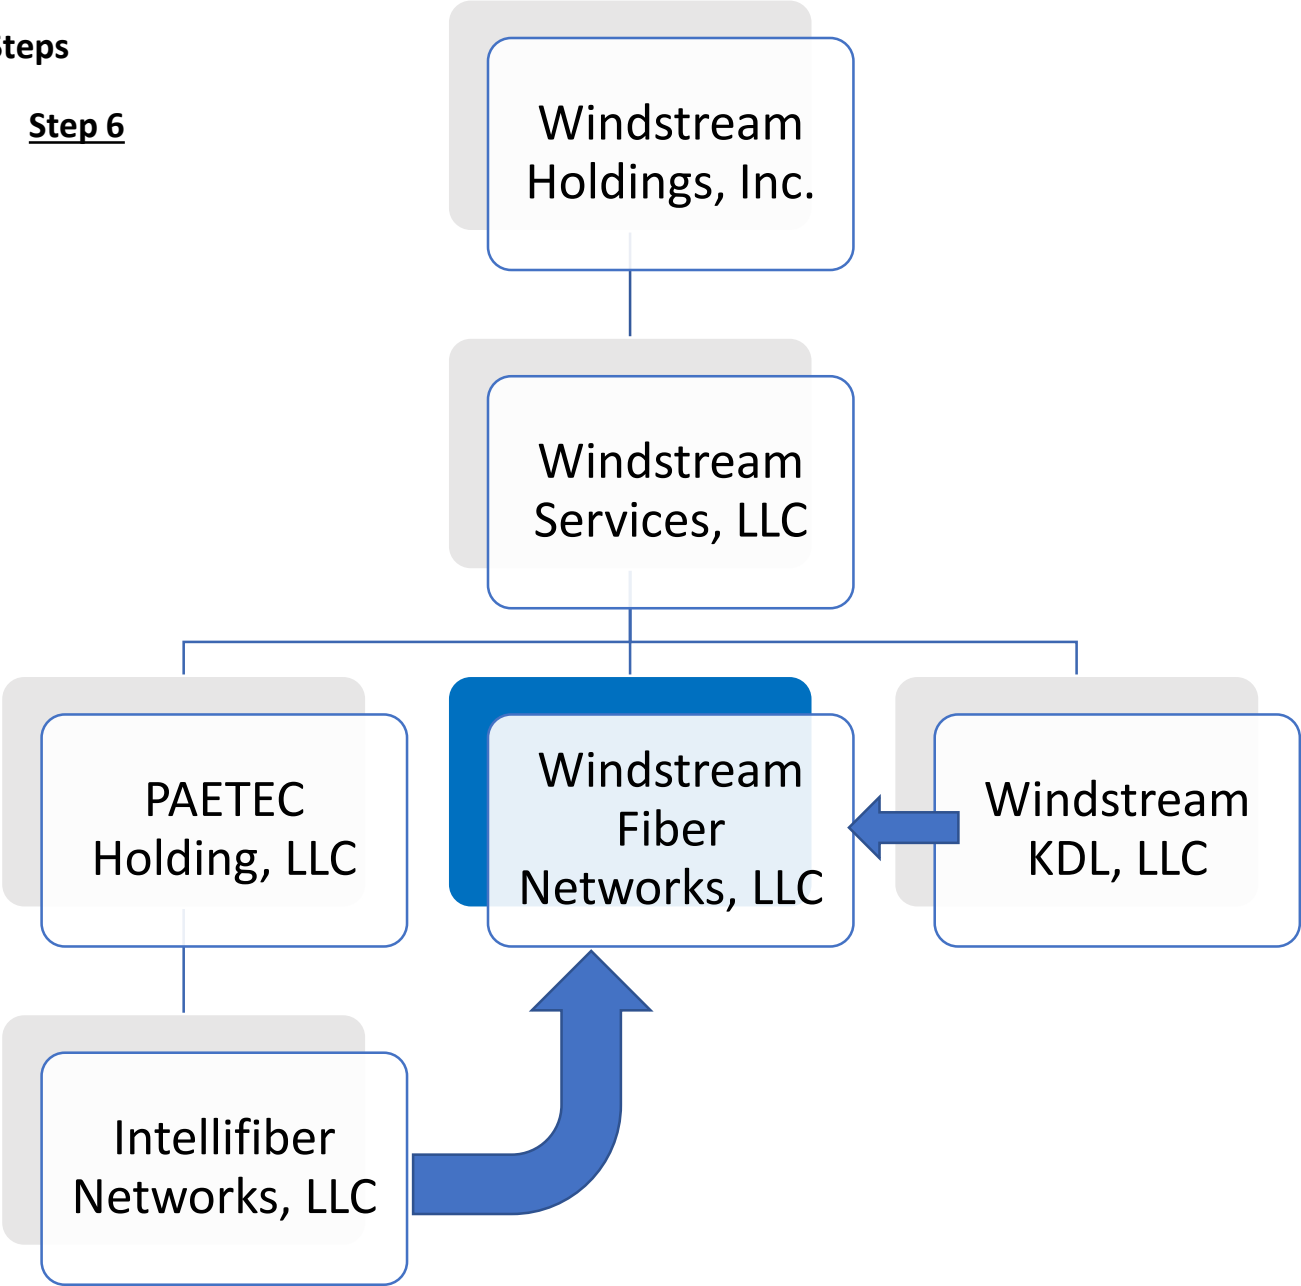 Steps
Step 6
Windstream
Holdings, Inc.
Windstream
Services, LLC
PAETEC
Holding, LLC
Windstream
Fiber
Networks, LLC
Windstream
KDL, LLC
Intellifiber
Networks, LLC